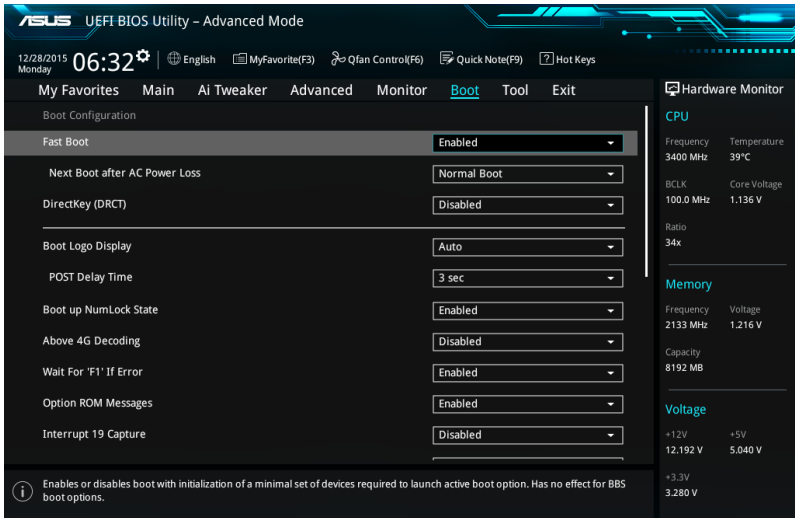 ASUS UEFI BIOS Utility – Advanced Mode
12/28/2015
Monday
06:32
English MyFavorite(F3) Qfan Control(F6) Quick Note(F9) ? Hot Keys
My Favorites Main Ai Tweaker Advanced Monitor Boot Tool Exit
Boot Configuration
Fast Boot Enabled
Next Boot after AC Power Loss Normal Boot
DirectKey (DRCT) Disabled
Boot Logo Display Auto
POST Delay Time 3 sec
Boot up NumLock State Enabled
Above 4G Decoding Disabled
Wait For 'F1' If Error Enabled
Option ROM Messages Enabled
Interrupt 19 Capture Disabled
Enables or disables boot with initialization of a minimal set of devices required to launch active boot option. Has no effect for BBS
boot options.
Hardware Monitor
CPU
Frequency Temperature
3400 MHz 39°C
BCLK Core Voltage
100.0 MHz 1.136 V
Ratio
34x
Memory
Frequency Voltage
2133 MHz 1.216 V
Capacity
8192 MB
Voltage
+12V +5V
12.192 V 5.040 V
+3.3V
3.280 V